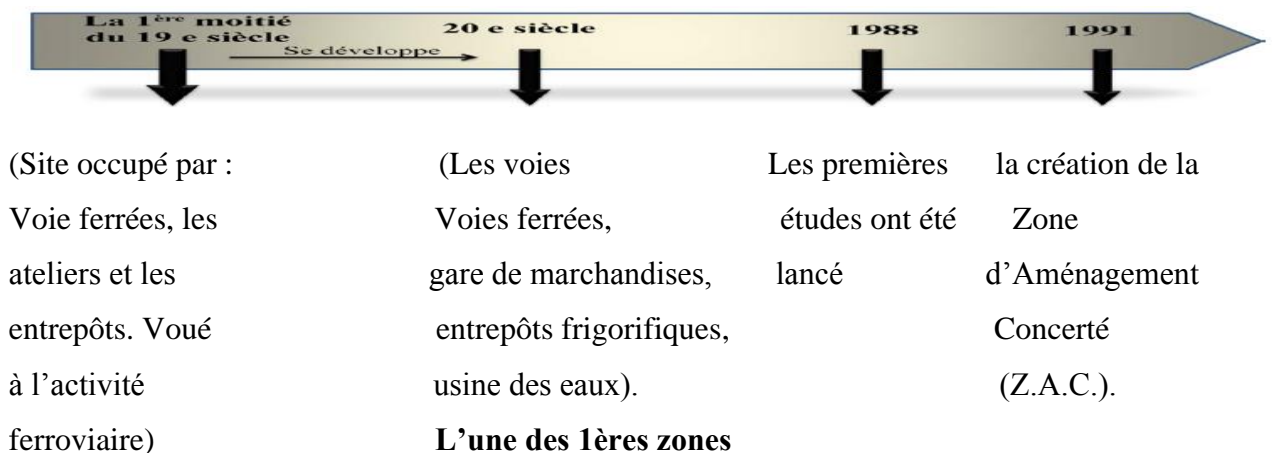 La 1ère moitié du 19 e siècle
Se développe
20 e siècle
1988
1991
(Site occupé par :
Voie ferrées, les
ateliers et les
entrepôts. Voué
à l’activité
ferroviaire)
(Les voies
Voies ferrées,
gare de marchandises,
entrepôts frigorifiques,
usine des eaux).
L’une des 1ères zones
Les premières
études ont été
lancé
la création de la
Zone
d’Aménagement
Concerté
(Z.A.C.).